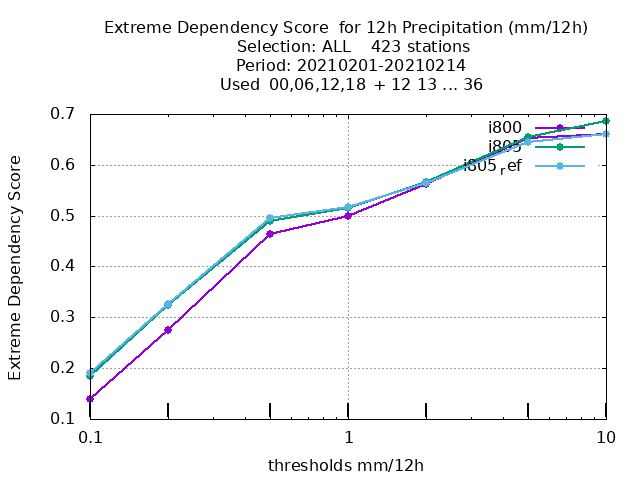 Extreme Dependency Score  for 12h Precipitation (mm/12h)
Selection: ALL    423 stations
Period: 20210201-20210214
Used  00,06,12,18  + 12 13 ... 36
0.7
0.6
0.5
0.4
0.3
0.2
0.1
Extreme Dependency Score
i800
i805
i805ref
0.1
1
10
thresholds mm/12h